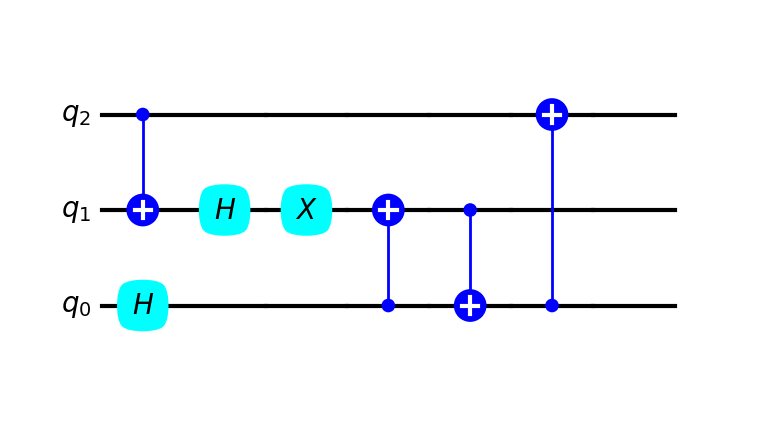 q₂
q₁ H X
q₀ H